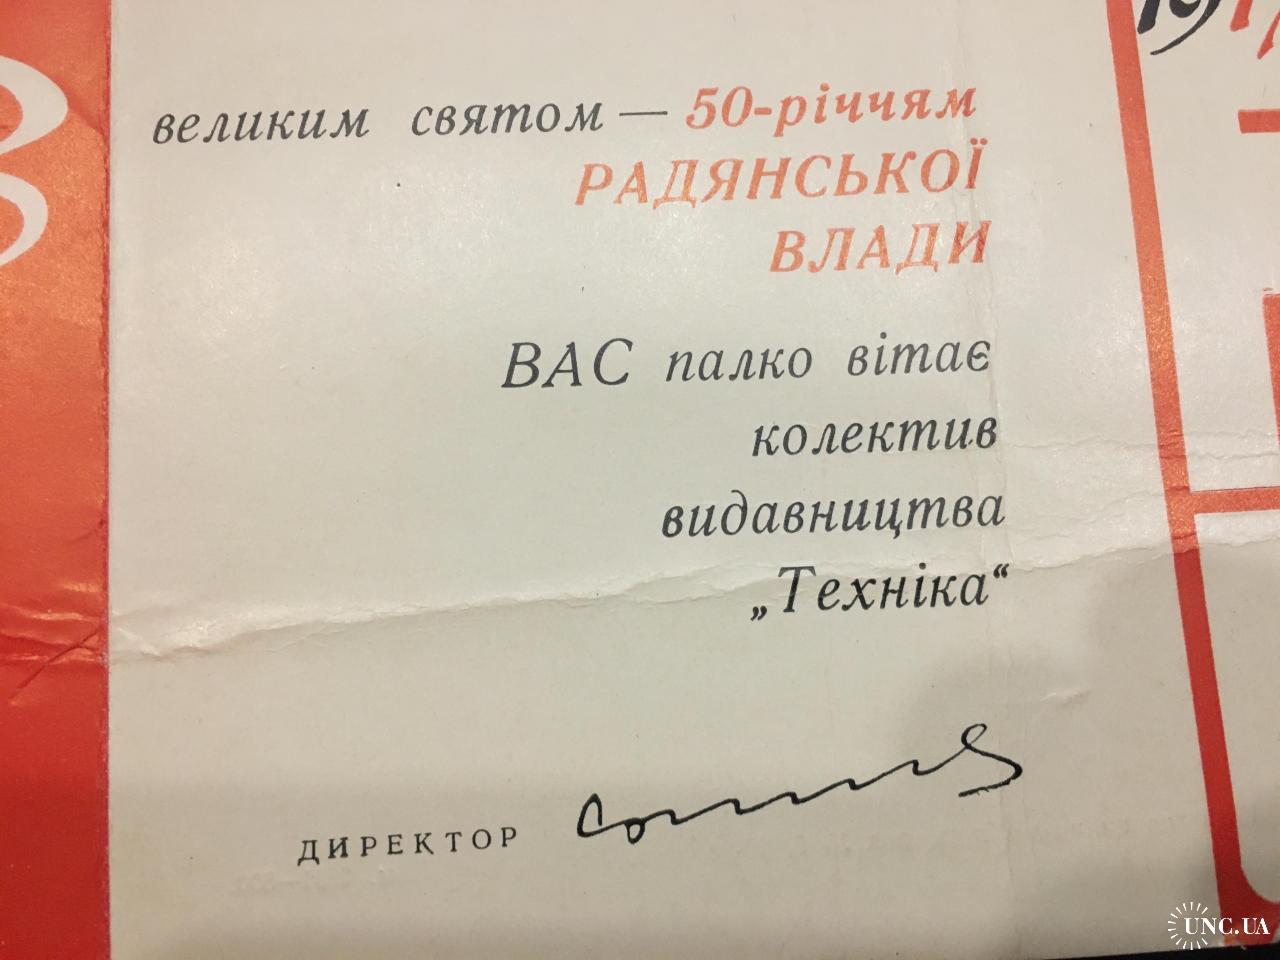 великим святом — 50-річчям
РАДЯНСЬКОЇ
ВЛАДИ
ВАС палко вітає
колектив
видавництва
„Техніка“
ДИРЕКТОР
UNC.UA